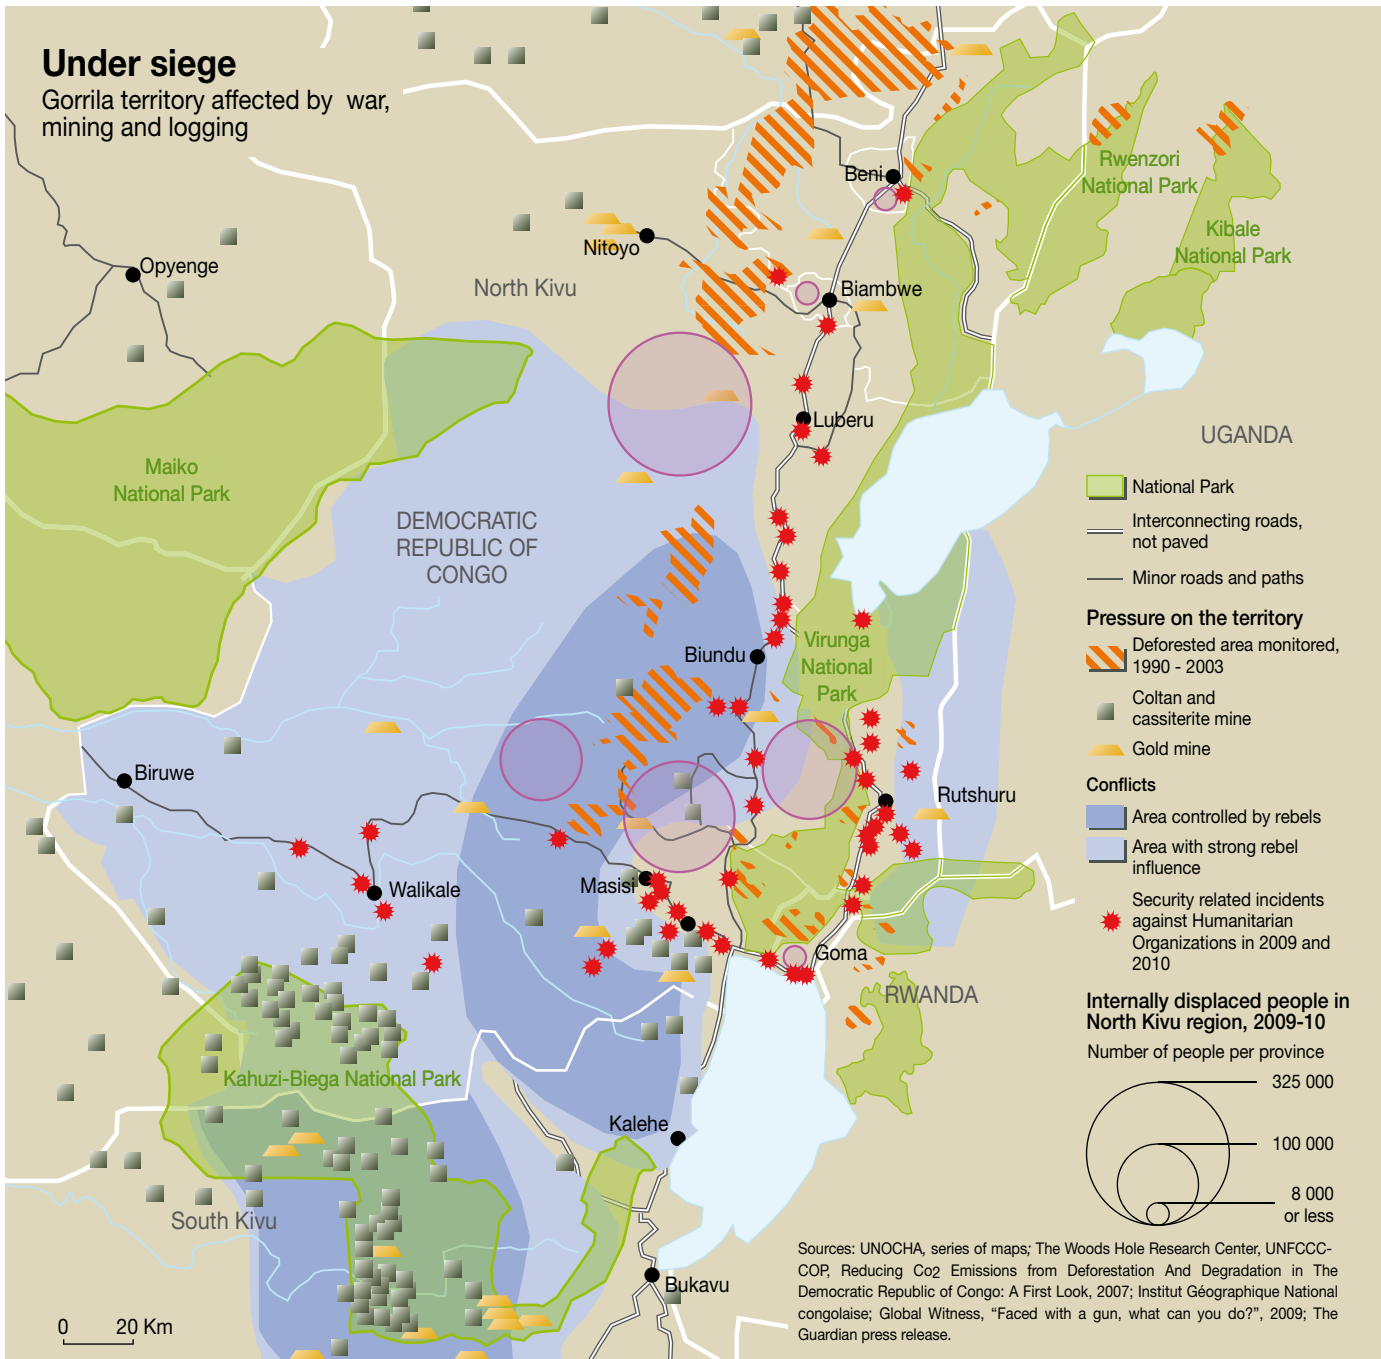 Under siege
Gorrila territory affected by war,
mining and logging
Beni
Rwenzori
National Park
Kibale
National Park
Nitoyo
Opyenge
North Kivu
Biambwe
Luberu
UGANDA
Maiko
National Park
DEMOCRATIC
REPUBLIC OF
CONGO
National Park
Interconnecting roads,
not paved
Minor roads and paths
Pressure on the territory
Deforested area monitored,
1990 - 2003
Coltan and
cassiterite mine
Gold mine
Conflicts
Area controlled by rebels
Area with strong rebel
influence
Security related incidents
against Humanitarian
Organizations in 2009 and
2010
Internally displaced people in
North Kivu region, 2009-10
Number of people per province
325 000
100 000
8 000
or less
Biundu
Virunga
National
Park
Biruwe
Rutshuru
Walikale
Masisi
Goma
RWANDA
Kahuzi-Biega National Park
Kalehe
South Kivu
Bukavu
0 20 Km
Sources: UNOCHA, series of maps; The Woods Hole Research Center, UNFCCC-
COP, Reducing Co2 Emissions from Deforestation And Degradation in The
Democratic Republic of Congo: A First Look, 2007; Institut Géographique National
congolaise; Global Witness, “Faced with a gun, what can you do?”, 2009; The
Guardian press release.